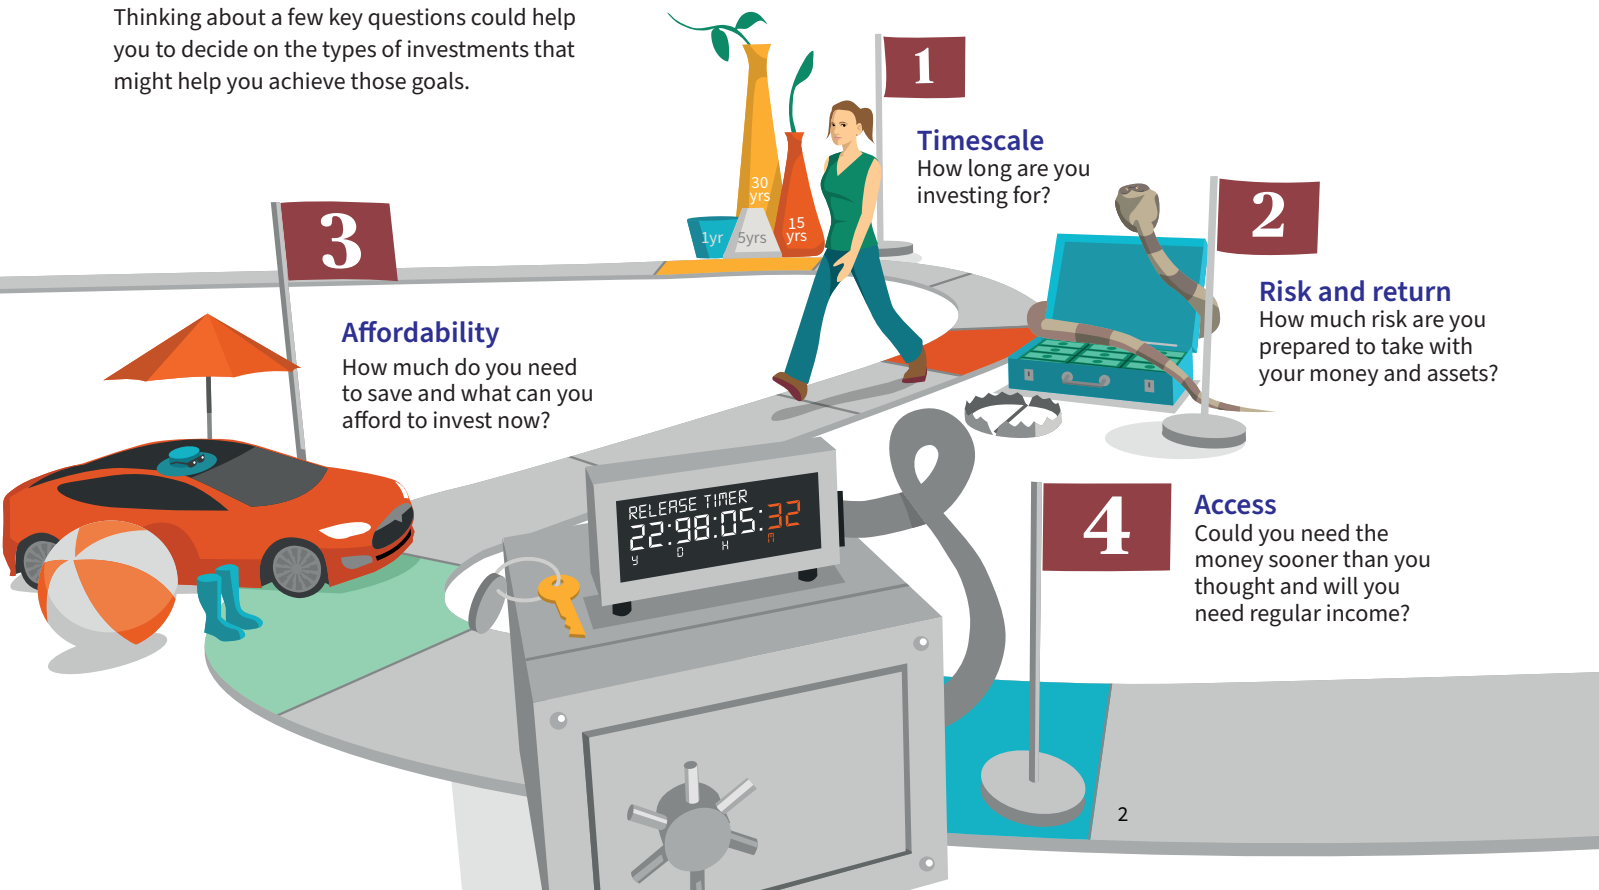 Thinking about a few key questions could help
you to decide on the types of investments that
might help you achieve those goals.
1
Timescale
How long are you
investing for?
30
yrs
15
yrs
1yr
5yrs
2
Risk and return
How much risk are you
prepared to take with
your money and assets?
3
Affordability
How much do you need
to save and what can you
afford to invest now?
RELEASE TIMER
22:98:05:32
Y D H M
4
Access
Could you need the
money sooner than you
thought and will you
need regular income?
2